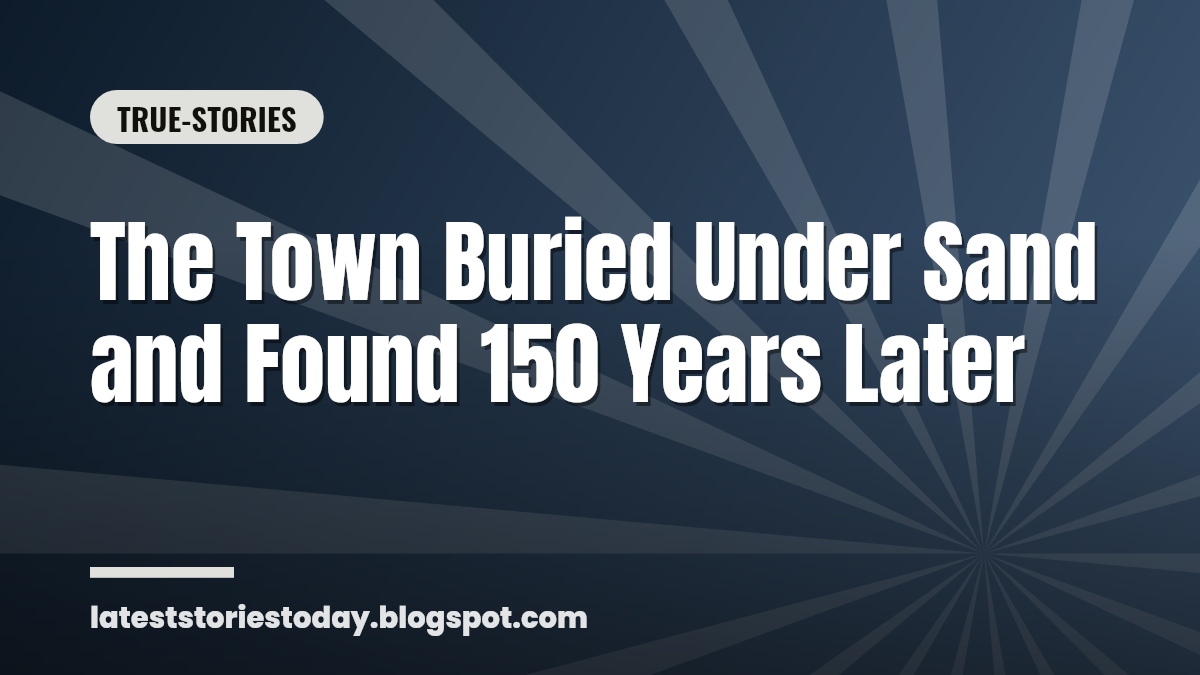 TRUE-STORIES
The Town Buried Under Sand
and Found 150 Years Later
lateststoriestoday.blogspot.com